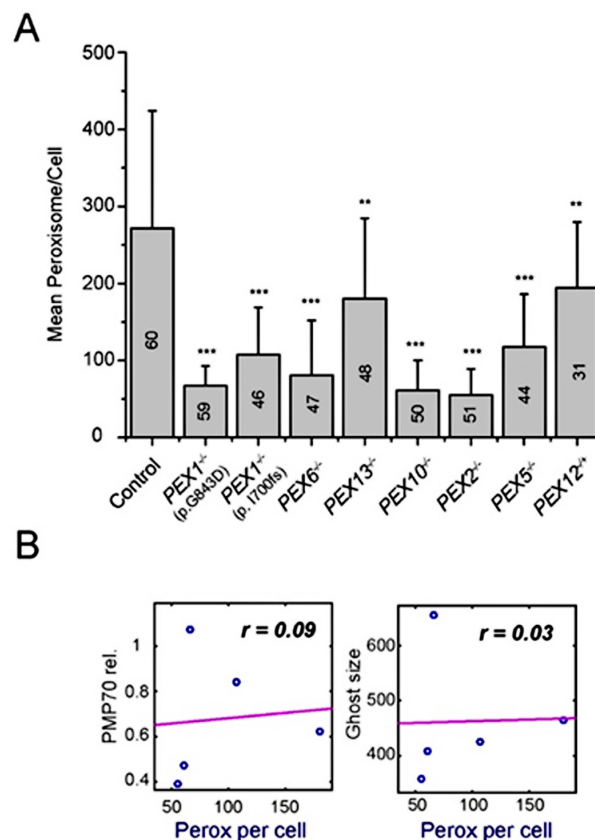 A
500
400
300
200
100
0
Mean Peroxisome/Cell
60
59
46
47
48
50
51
44
31
***
***
***
**
***
***
***
**
Control
PEX1-/-
(p.G843D)
PEX1-/-
(p. I700fs)
PEX6-/-
PEX13-/-
PEX10-/-
PEX2-/-
PEX5-/-
PEX12-/+
B
r = 0.09
1
0.8
0.6
0.4
PMP70 rel.
50 100 150
Perox per cell
r = 0.03
600
500
400
Ghost size
50 100 150
Perox per cell